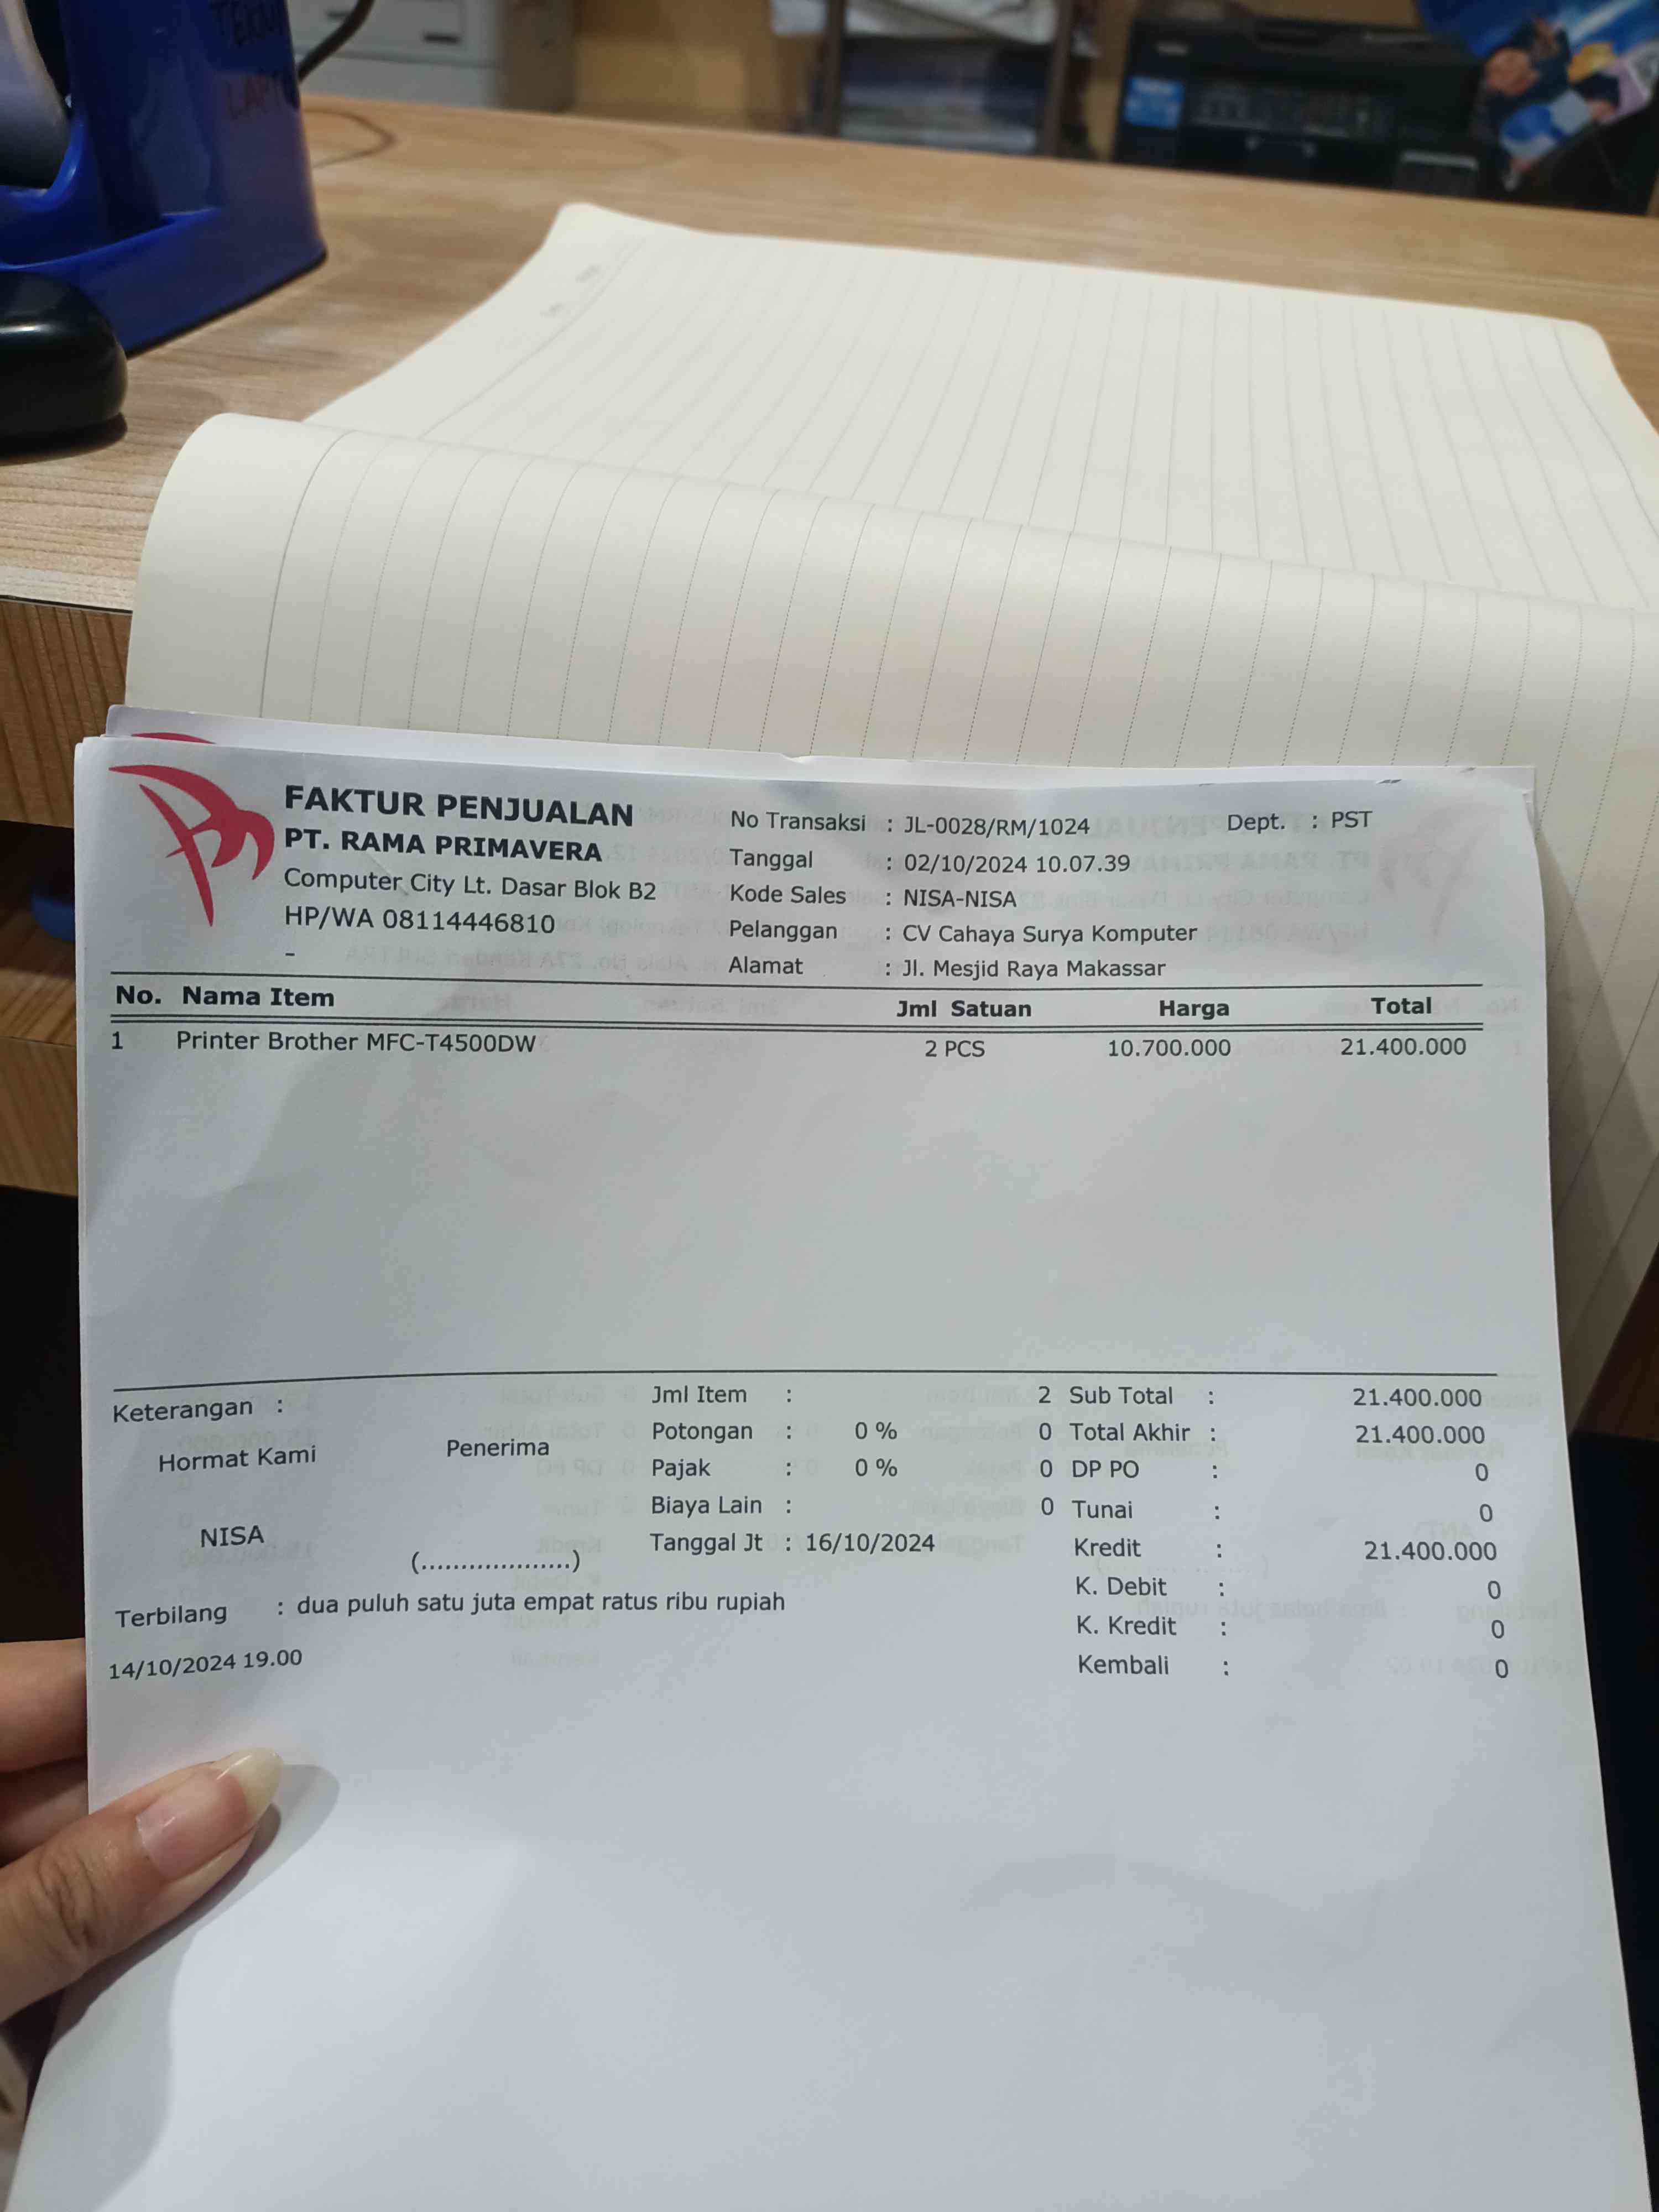 FAKTUR PENJUALAN
PT. RAMA PRIMAVERA
Computer City Lt. Dasar Blok B2
HP/WA 08114446810
-
No Transaksi : JL-0028/RM/1024 Dept. : PST
Tanggal : 02/10/2024 10.07.39
Kode Sales : NISA-NISA
Pelanggan : CV Cahaya Surya Komputer
Alamat : Jl. Mesjid Raya Makassar
No. Nama Item Jml Satuan Harga Total
1 Printer Brother MFC-T4500DW 2 PCS 10.700.000 21.400.000
Keterangan :
Hormat Kami Penerima
NISA
(...................)
Jml Item : 2
Potongan : 0 % 0
Pajak : 0 % 0
Biaya Lain : 0
Tanggal Jt : 16/10/2024
Sub Total : 21.400.000
Total Akhir : 21.400.000
DP PO : 0
Tunai : 0
Kredit : 21.400.000
K. Debit : 0
K. Kredit : 0
Kembali : 0
Terbilang : dua puluh satu juta empat ratus ribu rupiah
14/10/2024 19.00